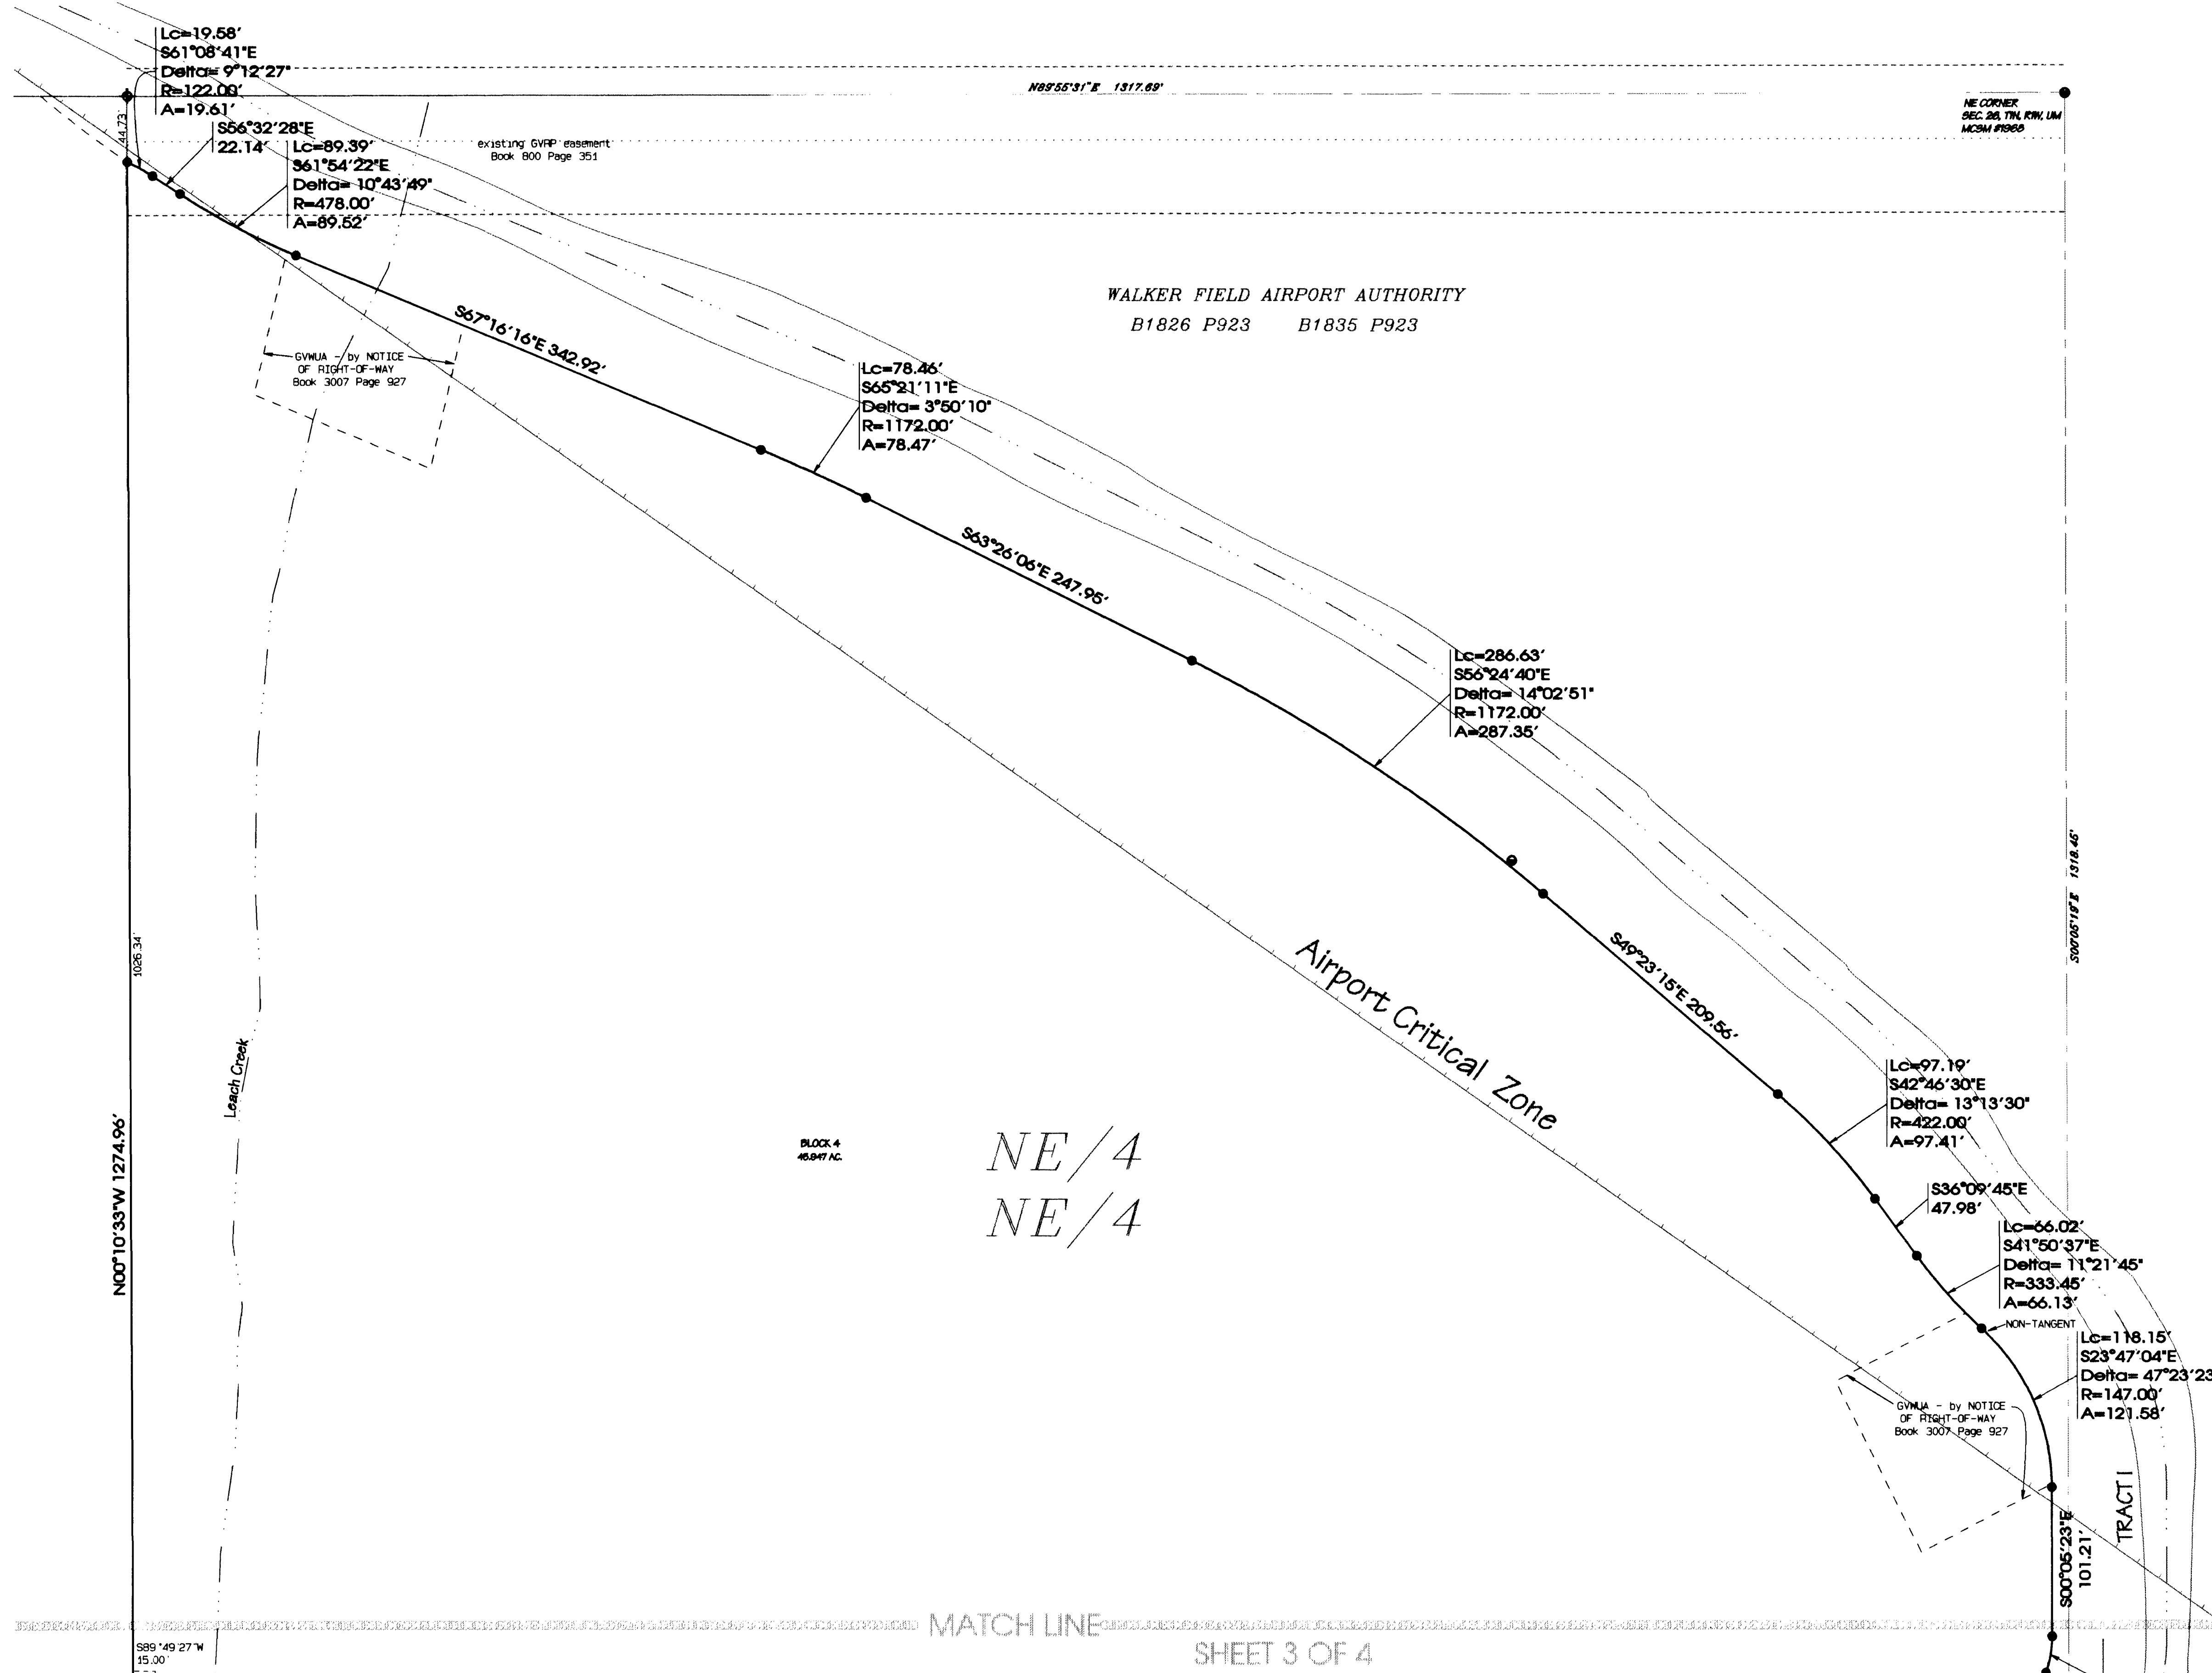 Lc=19.58'
S61°08'41"E
Delta= 9°12'27"
R=122.00'
A=19.61'
44.73'
S56°32'28"E
22.14'
Lc=89.39'
S61°54'22"E
Delta= 10°43'49"
R=478.00'
A=89.52'
existing GVRP easement
Book 800 Page 351
N89°55'31"E 1317.69'
NE CORNER
SEC. 26, T1N, R1W, UM
MCSM #1965
WALKER FIELD AIRPORT AUTHORITY
B1826 P923 B1835 P923
S67°16'16"E 342.92'
GVWUA - by NOTICE
OF RIGHT-OF-WAY
Book 3007 Page 927
Lc=78.46'
S65°21'11"E
Delta= 3°50'10"
R=1172.00'
A=78.47'
S63°26'06"E 247.95'
Lc=286.63'
S56°24'40"E
Delta= 14°02'51"
R=1172.00'
A=287.35'
S00°05'19"E 1318.45'
1026.34'
Airport Critical Zone
S49°23'15"E 209.56'
Leach Creek
N00°10'33"W 1274.96'
Lc=97.19'
S42°46'30"E
Delta= 13°13'30"
R=422.00'
A=97.41'
BLOCK 4
45.947 AC.
NE/4
NE/4
S36°09'45"E
47.98'
Lc=66.02'
S41°50'37"E
Delta= 11°21'45"
R=333.45'
A=66.13'
NON-TANGENT
Lc=118.15'
S23°47'04"E
Delta= 47°23'23
R=147.00'
A=121.58'
GVWUA - by NOTICE
OF RIGHT-OF-WAY
Book 3007 Page 927
TRACT I
S00°05'23"E
101.21'
MATCH LINE
SHEET 3 OF 4
S89°49'27"W
15.00'